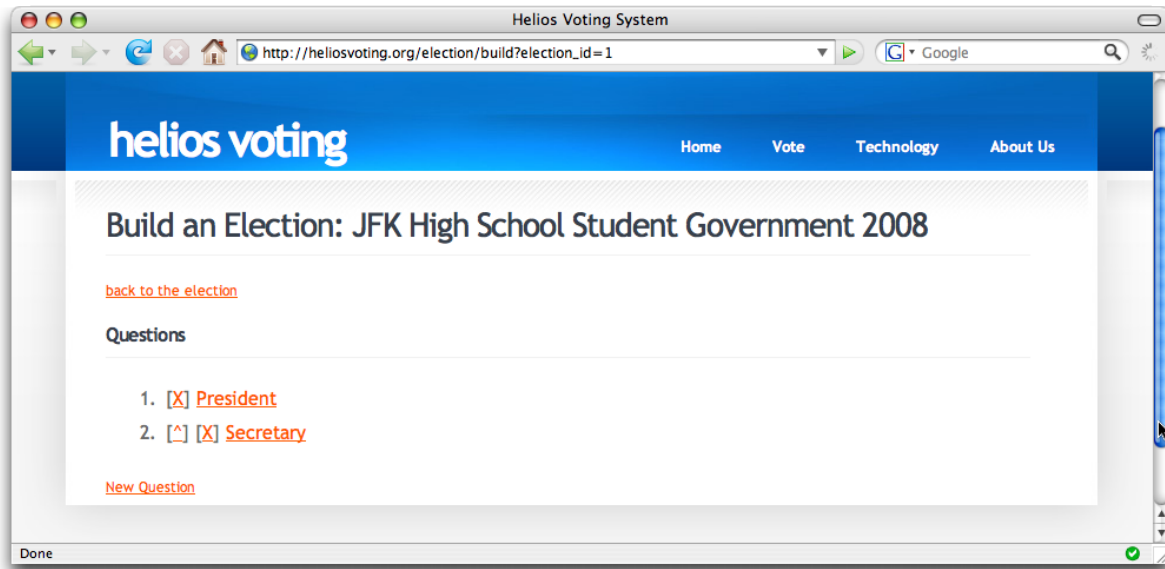 Helios Voting System
http://heliosvoting.org/election/build?election_id=1
G Google
helios voting
Home Vote Technology About Us
Build an Election: JFK High School Student Government 2008
back to the election
Questions
1. [X] President
2. [^] [X] Secretary
New Question
Done